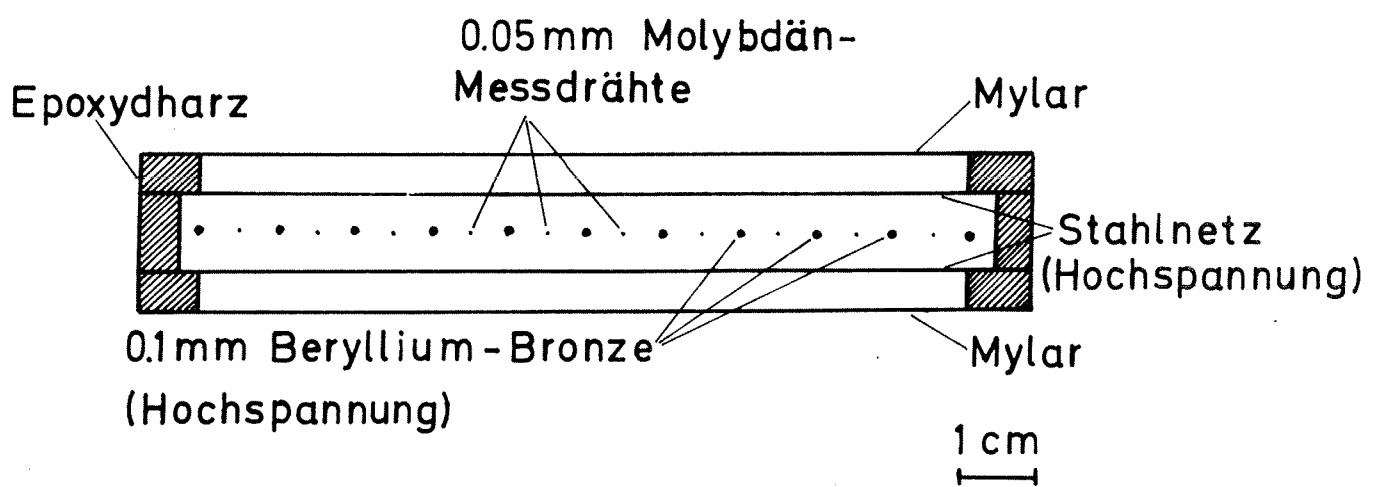 0.05mm Molybdän-
Messdrähte
Epoxydharz
Mylar
Stahlnetz
(Hochspannung)
0.1mm Beryllium-Bronze
(Hochspannung)
Mylar
1 cm